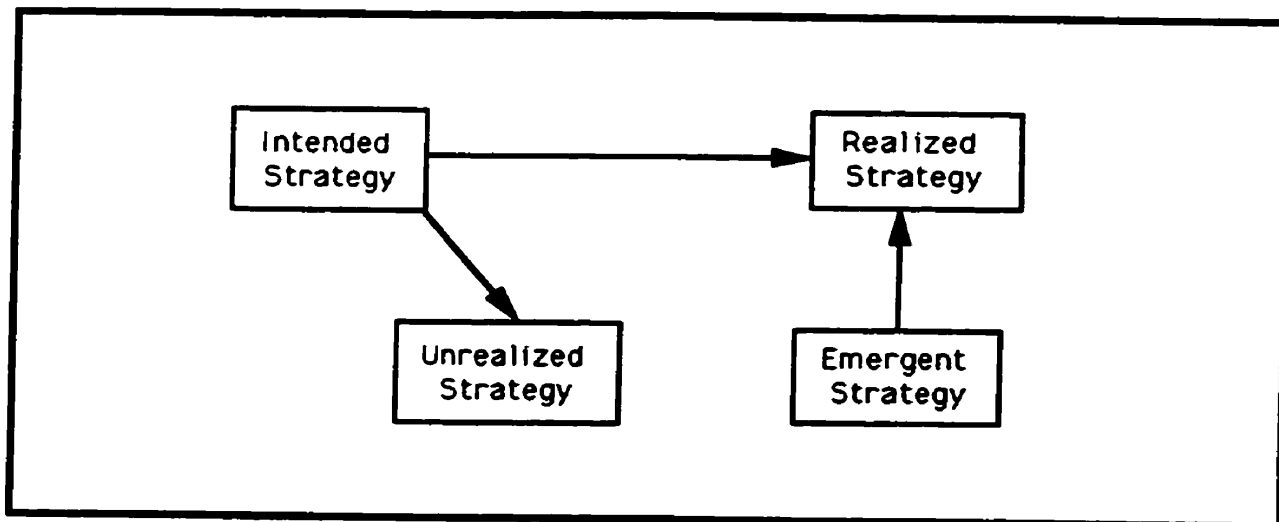 Intended
Strategy
Realized
Strategy
Unrealized
Strategy
Emergent
Strategy